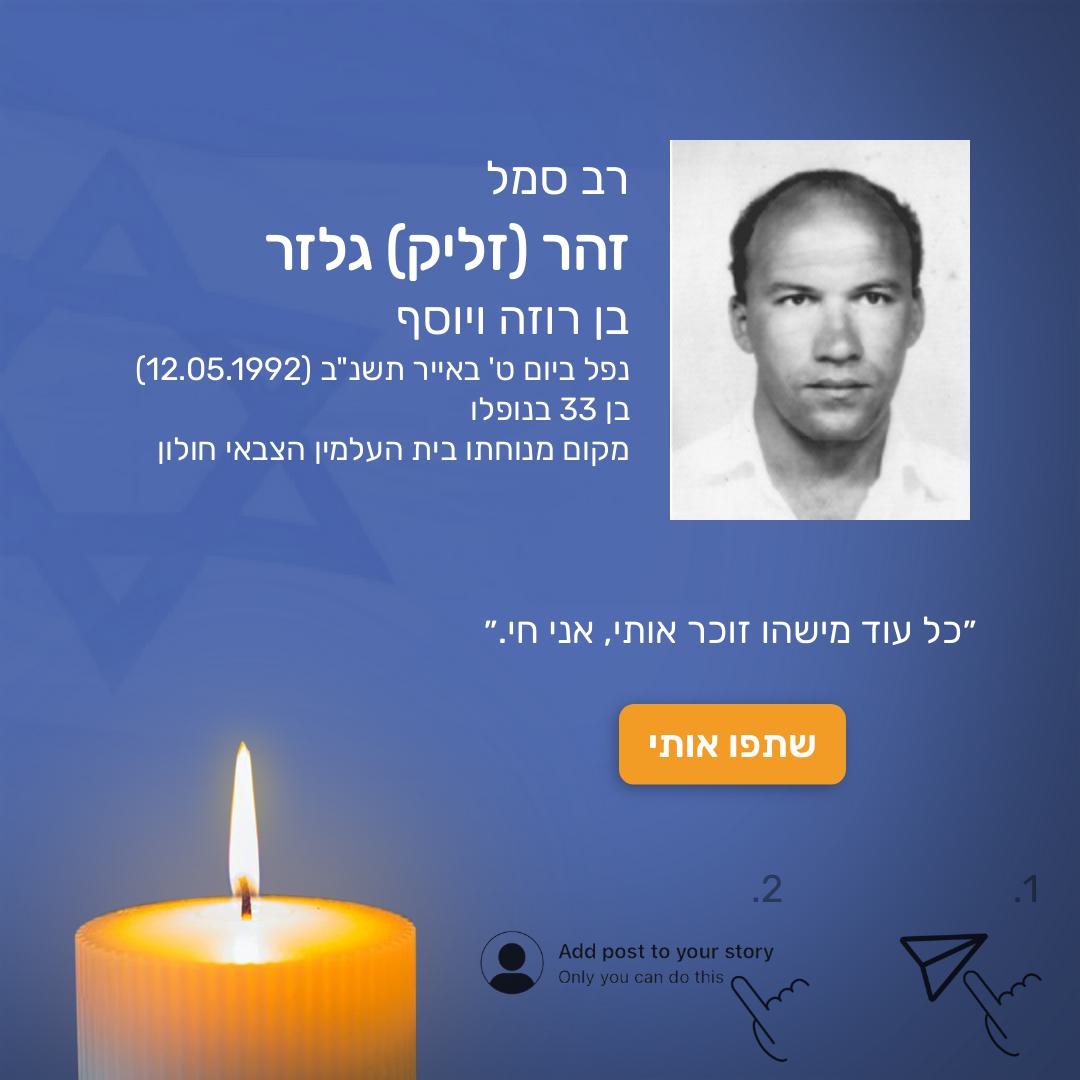 רב סמל
זהר (זליק) גלזר
בן רוזה ויוסף
נפל ביום ט' באייר תשנ"ב (12.05.1992)
בן 33 בנופלו
מקום מנוחתו בית העלמין הצבאי חולון
״כל עוד מישהו זוכר אותי, אני חי.״
שתפו אותי
1.
2.
Add post to your story
Only you can do this